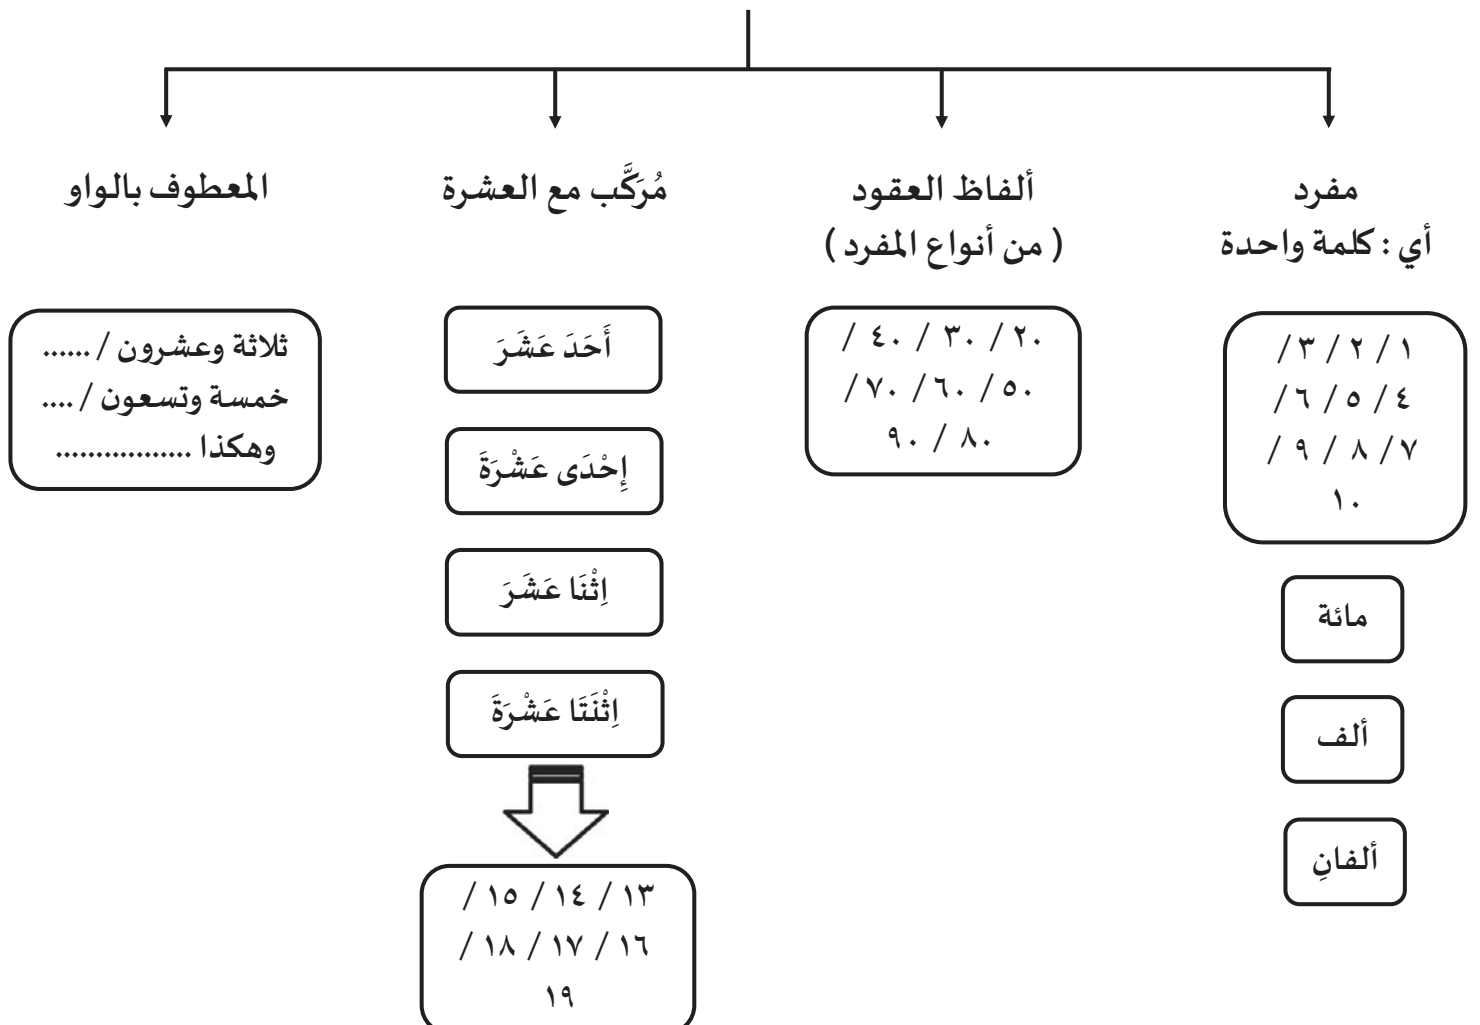 مفرد
أي : كلمة واحدة
١ / ٢ / ٣ /
٤ / ٥ / ٦ /
٧ / ٨ / ٩ /
١٠
مائة
ألف
ألفانِ
ألفاظ العقود
( من أنواع المفرد )
٢٠ / ٣٠ / ٤٠ /
٥٠ / ٦٠ / ٧٠ /
٨٠ / ٩٠
مُرَكَّب مع العشرة
أَحَدَ عَشَرَ
إِحْدَى عَشْرَةَ
اِثْنَا عَشَرَ
اِثْنَتَا عَشْرَةَ
١٣ / ١٤ / ١٥ /
١٦ / ١٧ / ١٨ /
١٩
المعطوف بالواو
ثلاثة وعشرون / ......
خمسة وتسعون / ....
وهكذا .................